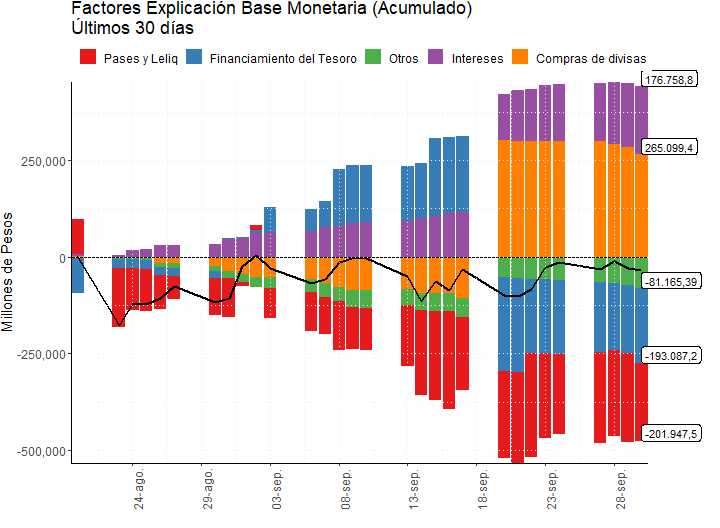 Factores Explicación Base Monetaria (Acumulado)
Últimos 30 días
Pases y Leliq Financiamiento del Tesoro Otros Intereses Compras de divisas
Millones de Pesos
250,000
0
-250,000
-500,000
176.758,8
265.099,4
-81.165,39
-193.087,2
-201.947,5
24-ago.
29-ago.
03-sep.
08-sep.
13-sep.
18-sep.
23-sep.
28-sep.